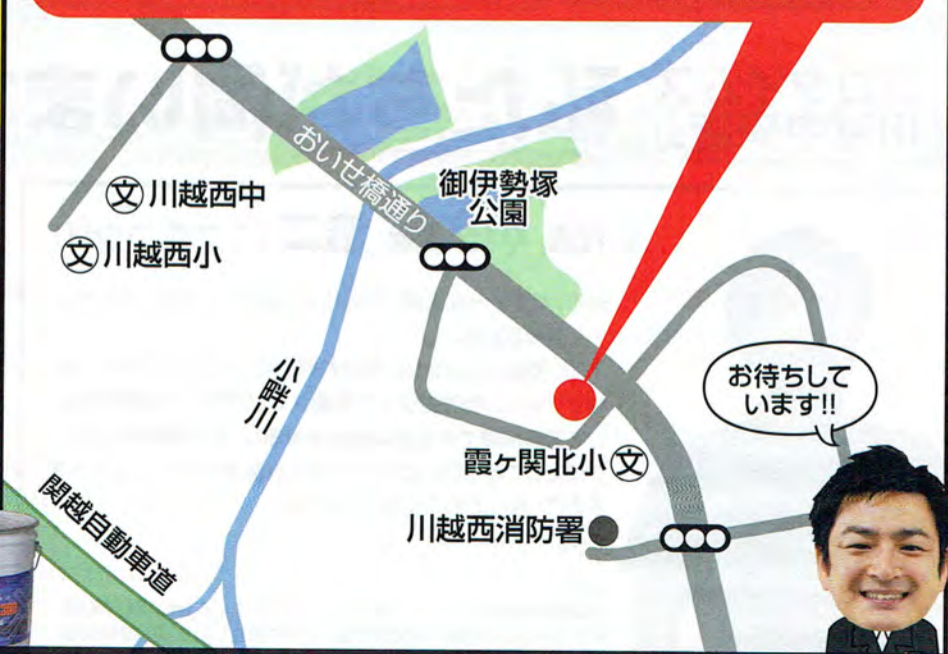 おいせ橋通り
御伊勢塚
公園
文 川越西中
文 川越西小
小畔川
お待ちして
います!!
霞ヶ関北小 文
川越西消防署
関越自動車道